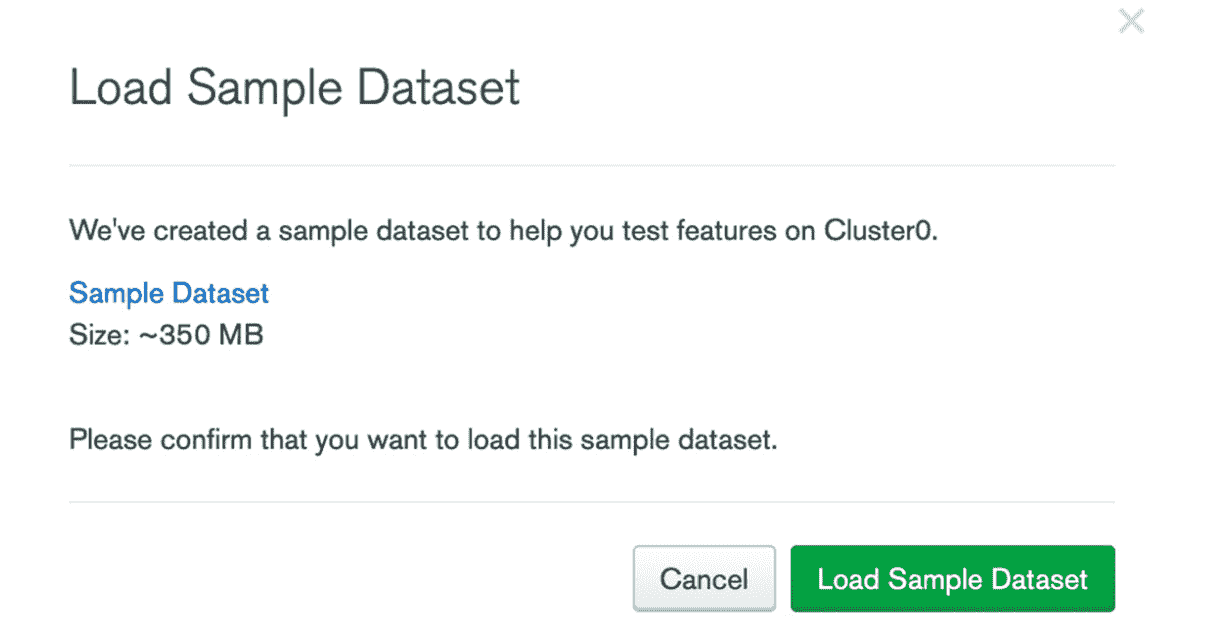 Load Sample Dataset
We've created a sample dataset to help you test features on Cluster0.
Sample Dataset
Size: ~350 MB
Please confirm that you want to load this sample dataset.
Cancel
Load Sample Dataset